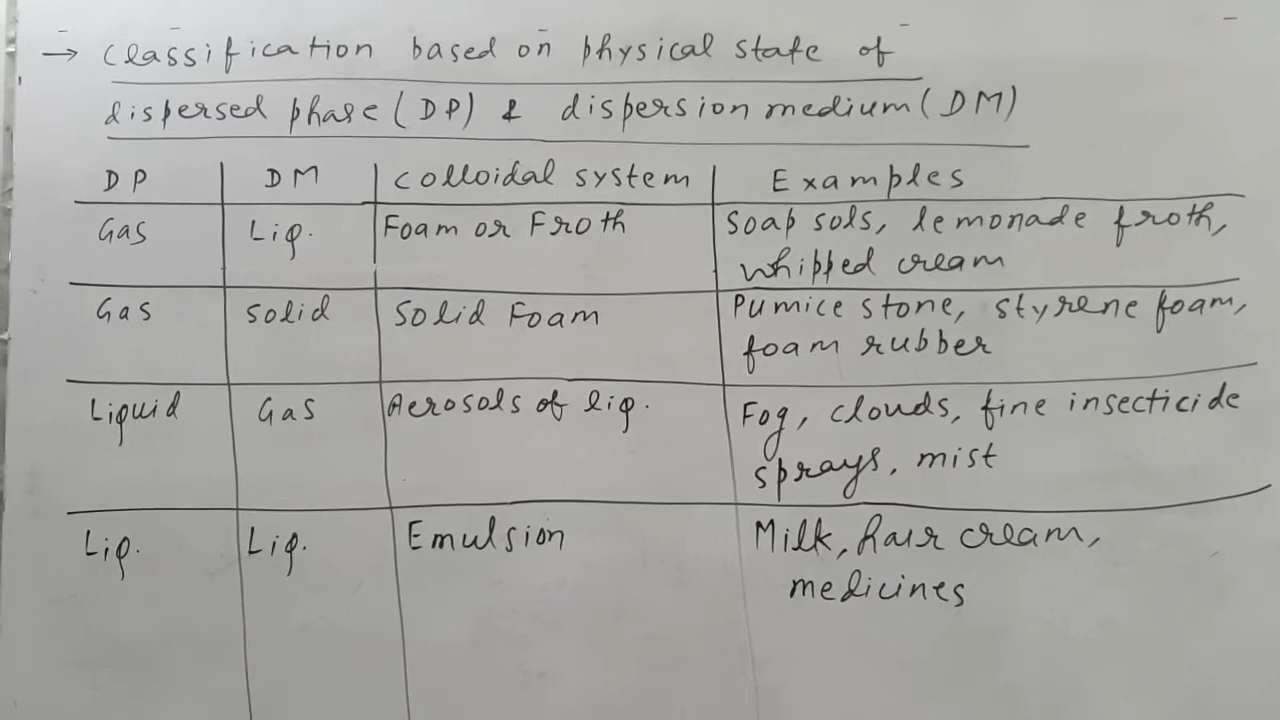 → Classification based on physical state of
dispersed phase (DP) & dispersion medium (DM)
DP DM Colloidal system Examples
Gas Liq. Foam or Froth Soap sols, lemonade froth,
whipped cream
Gas Solid Solid Foam Pumice stone, styrene foam,
foam rubber
Liquid Gas Aerosols of liq. Fog, clouds, fine insecticide
sprays, mist
Liq. Liq. Emulsion Milk, hair cream,
medicines